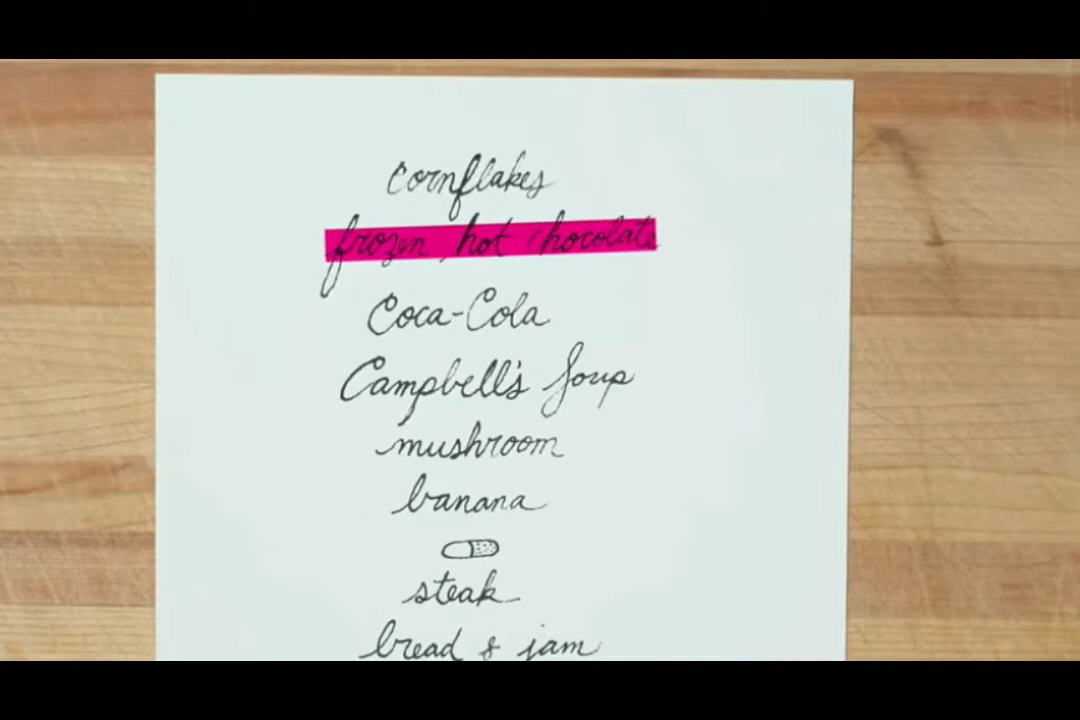 cornflakes
frozen hot chocolate
Coca-Cola
Campbell's Soup
mushroom
banana
steak
bread & jam